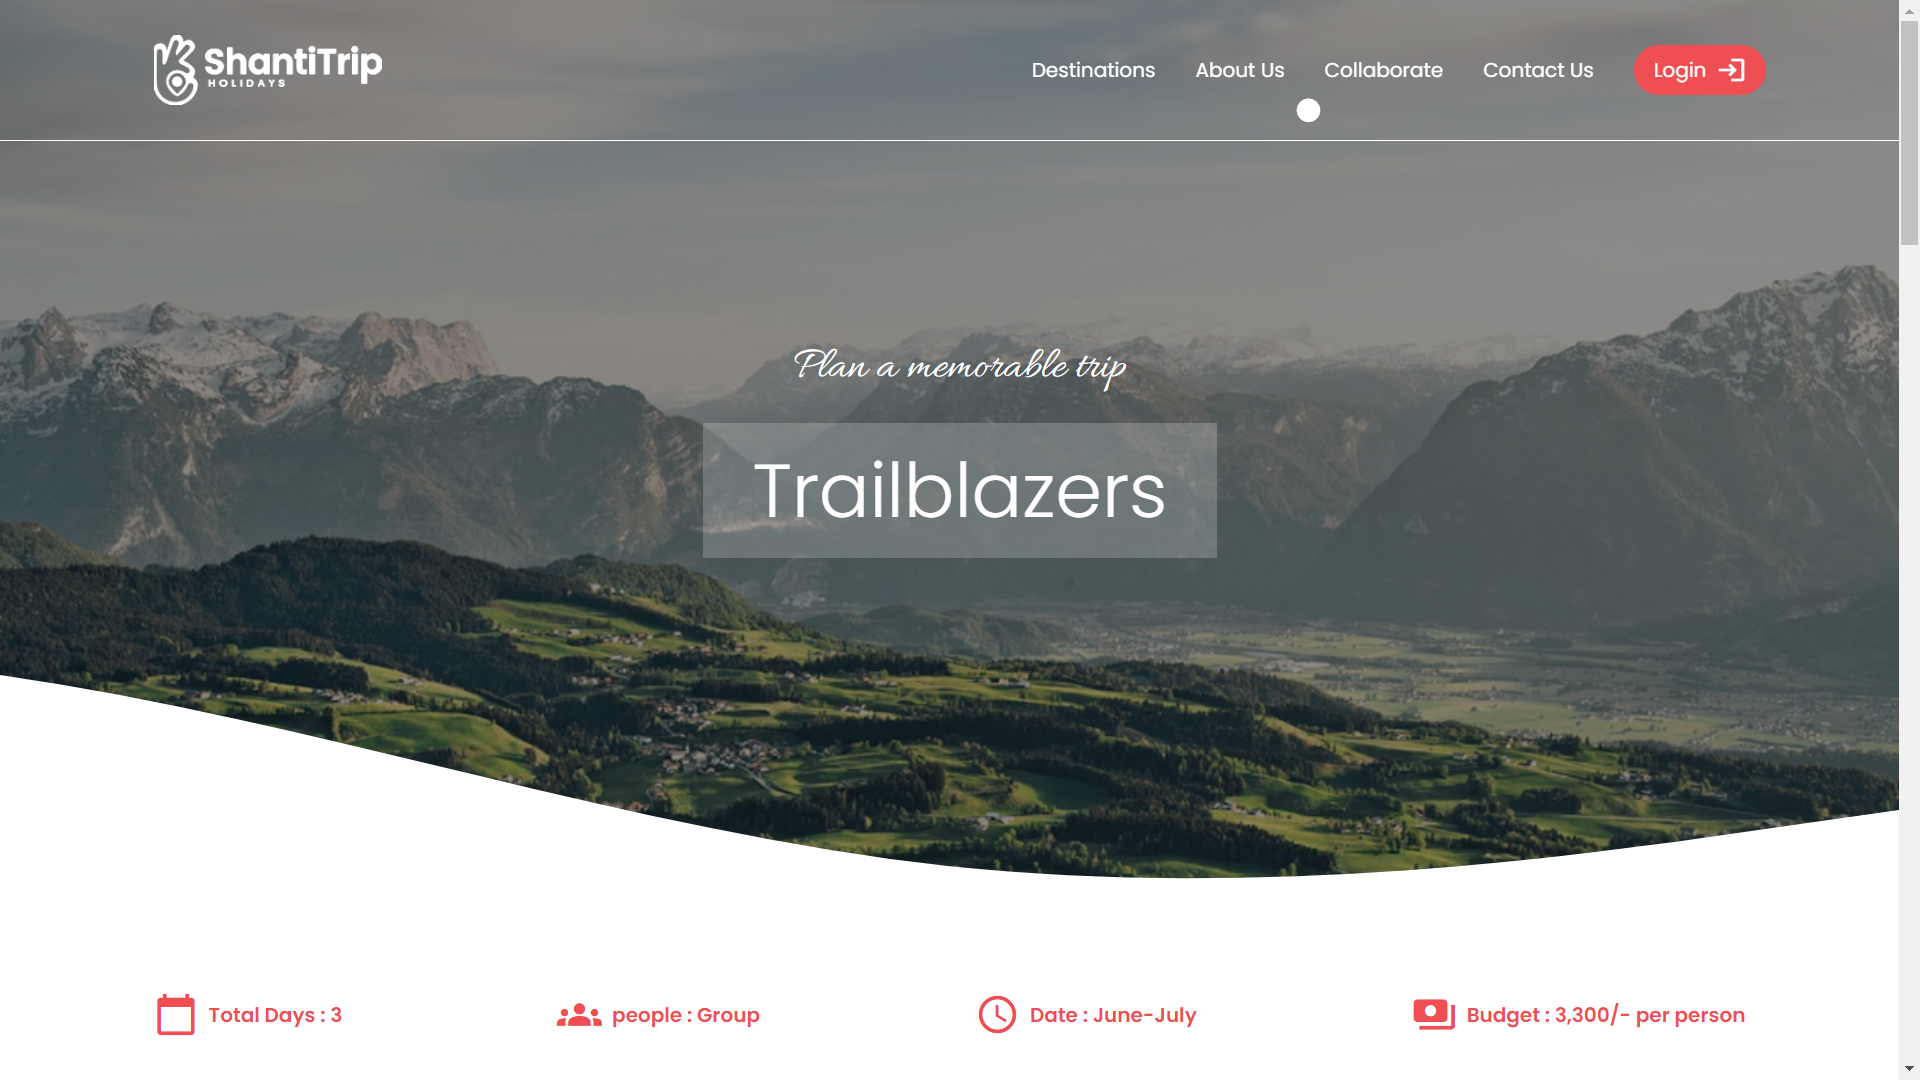 ShantiTrip
HOLIDAYS
Destinations
About Us
Collaborate
Contact Us
Login
Plan a memorable trip
Trailblazers
Total Days : 3
people : Group
Date : June-July
Budget : 3,300/- per person